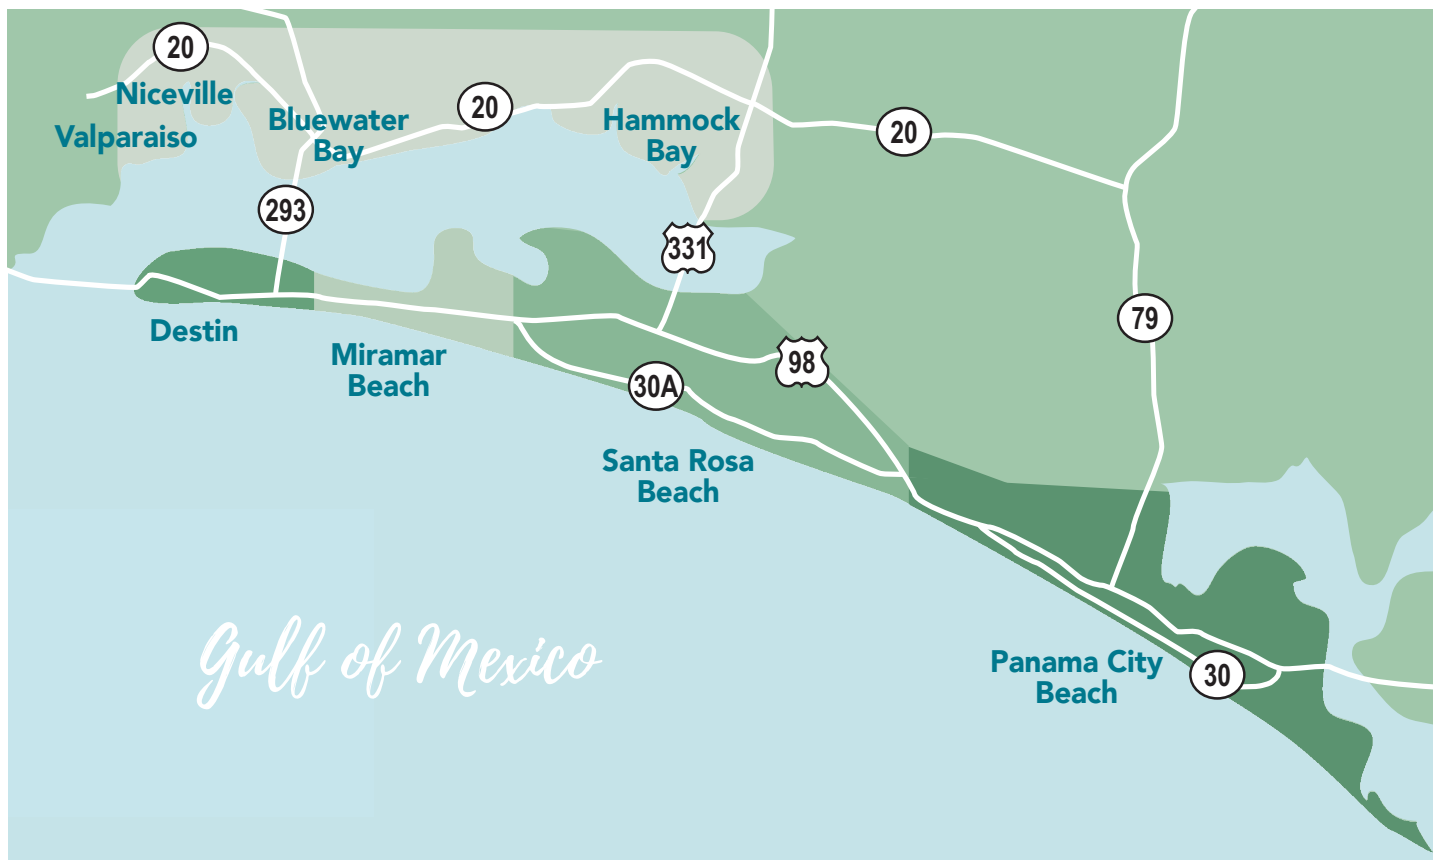 20
Niceville
Valparaiso
Bluewater
Bay
20
Hammock
Bay
20
293
331
79
Destin
Miramar
Beach
98
30A
Santa Rosa
Beach
Gulf of Mexico
Panama City
Beach
30